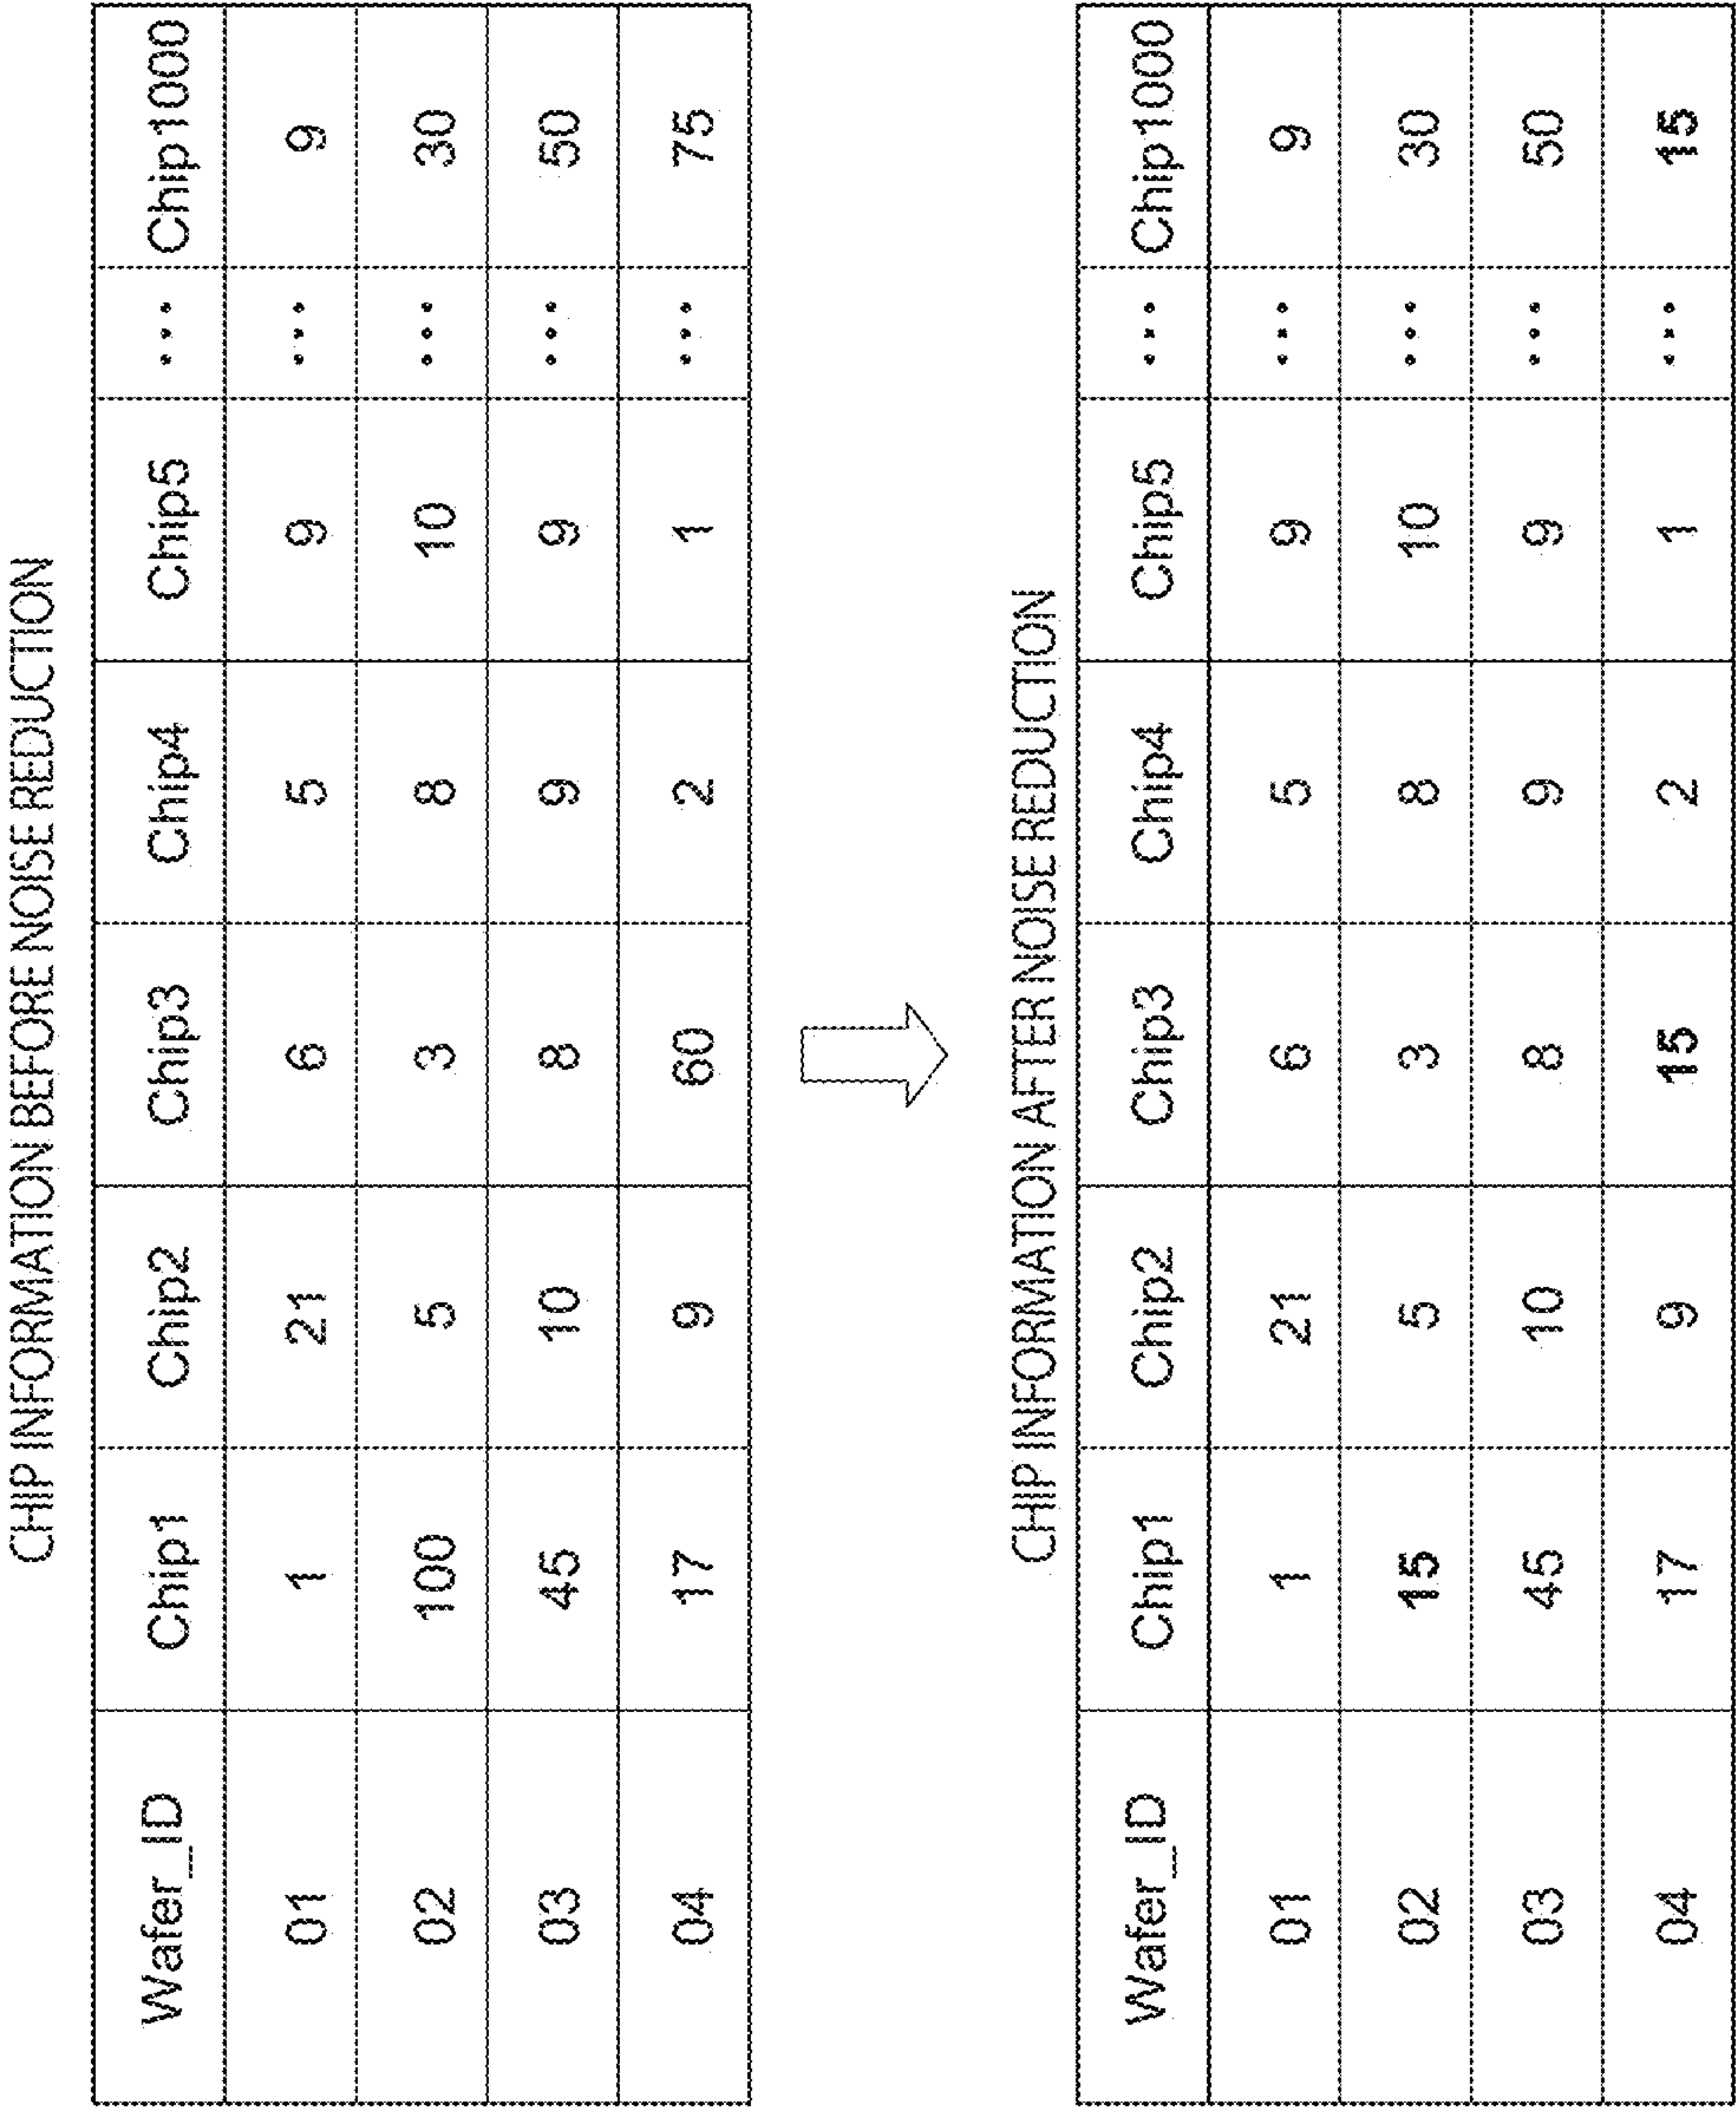 CHIP INFORMATION BEFORE NOISE REDUCTION
Wafer_ID Chip1 Chip2 Chip3 Chip4 Chip5 ... Chip1000
01 1 21 6 5 9 ... 9
02 100 5 3 8 10 ... 30
03 45 10 8 9 9 ... 50
04 17 9 60 2 1 ... 75
CHIP INFORMATION AFTER NOISE REDUCTION
Wafer_ID Chip1 Chip2 Chip3 Chip4 Chip5 ... Chip1000
01 1 21 6 5 9 ... 9
02 15 5 3 8 10 ... 30
03 45 10 8 9 9 ... 50
04 17 9 15 2 1 ... 15